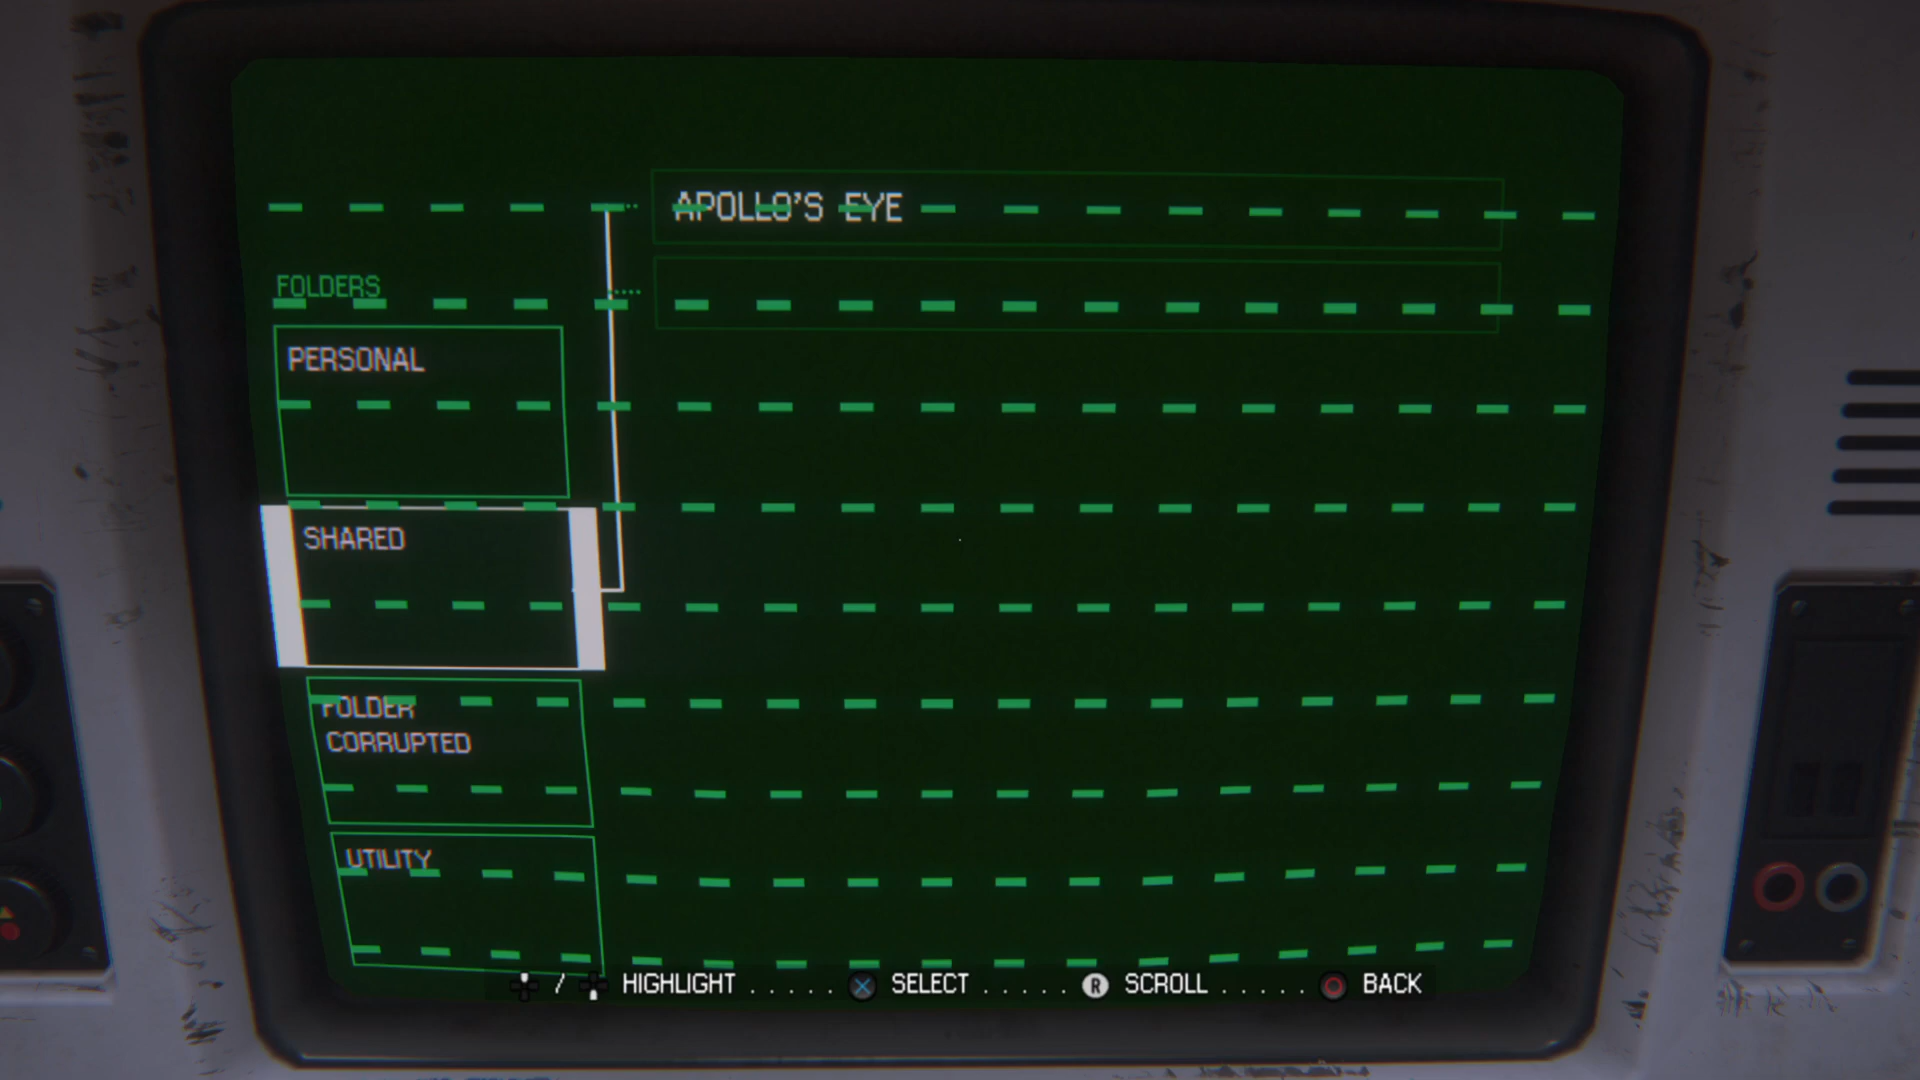 APOLLO'S EYE
FOLDERS
PERSONAL
SHARED
FOLDER
CORRUPTED
UTILITY
/ HIGHLIGHT ..... SELECT ..... R SCROLL ..... BACK